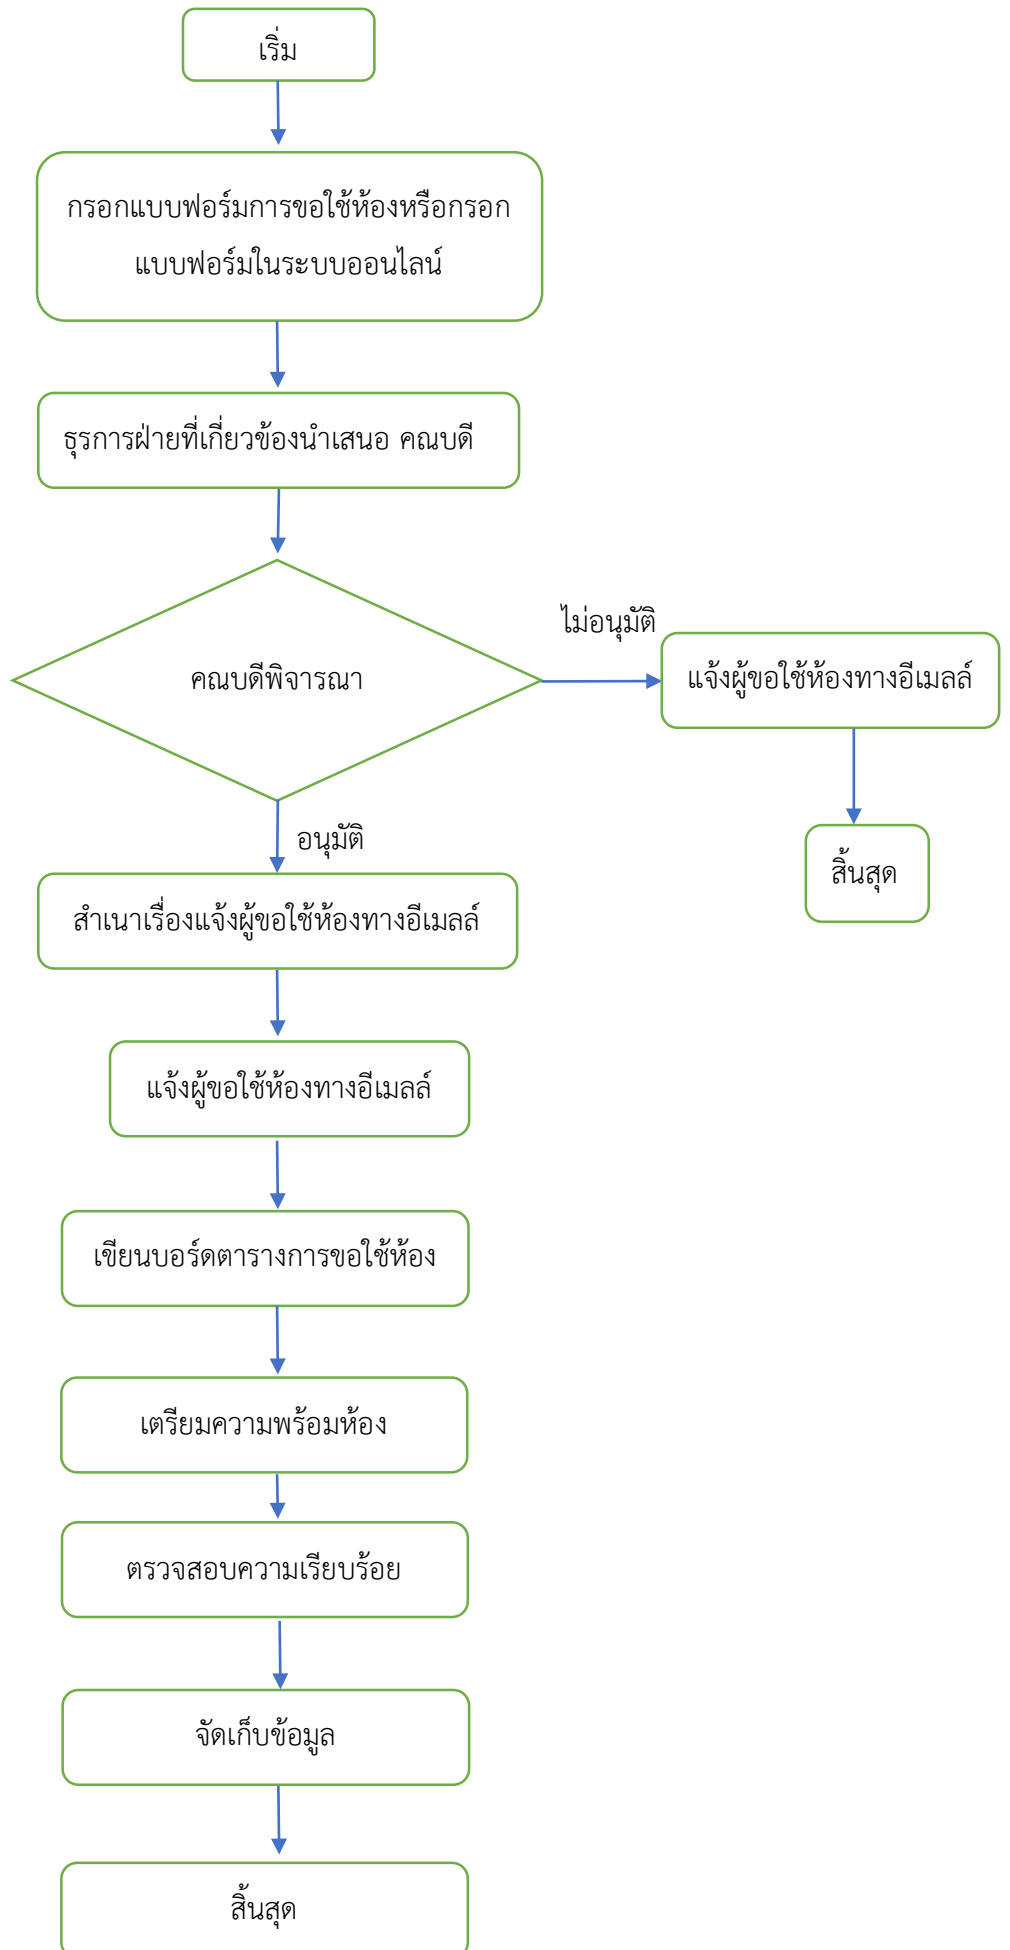 เริ่ม
กรอกแบบฟอร์มการขอใช้ห้องหรือกรอก
แบบฟอร์มในระบบออนไลน์
ธุรการฝ่ายที่เกี่ยวข้องนำเสนอ คณบดี
คณบดีพิจารณา
ไม่อนุมัติ
แจ้งผู้ขอใช้ห้องทางอีเมลล์
สิ้นสุด
อนุมัติ
สำเนาเรื่องแจ้งผู้ขอใช้ห้องทางอีเมลล์
แจ้งผู้ขอใช้ห้องทางอีเมลล์
เขียนบอร์ดตารางการขอใช้ห้อง
เตรียมความพร้อมห้อง
ตรวจสอบความเรียบร้อย
จัดเก็บข้อมูล
สิ้นสุด